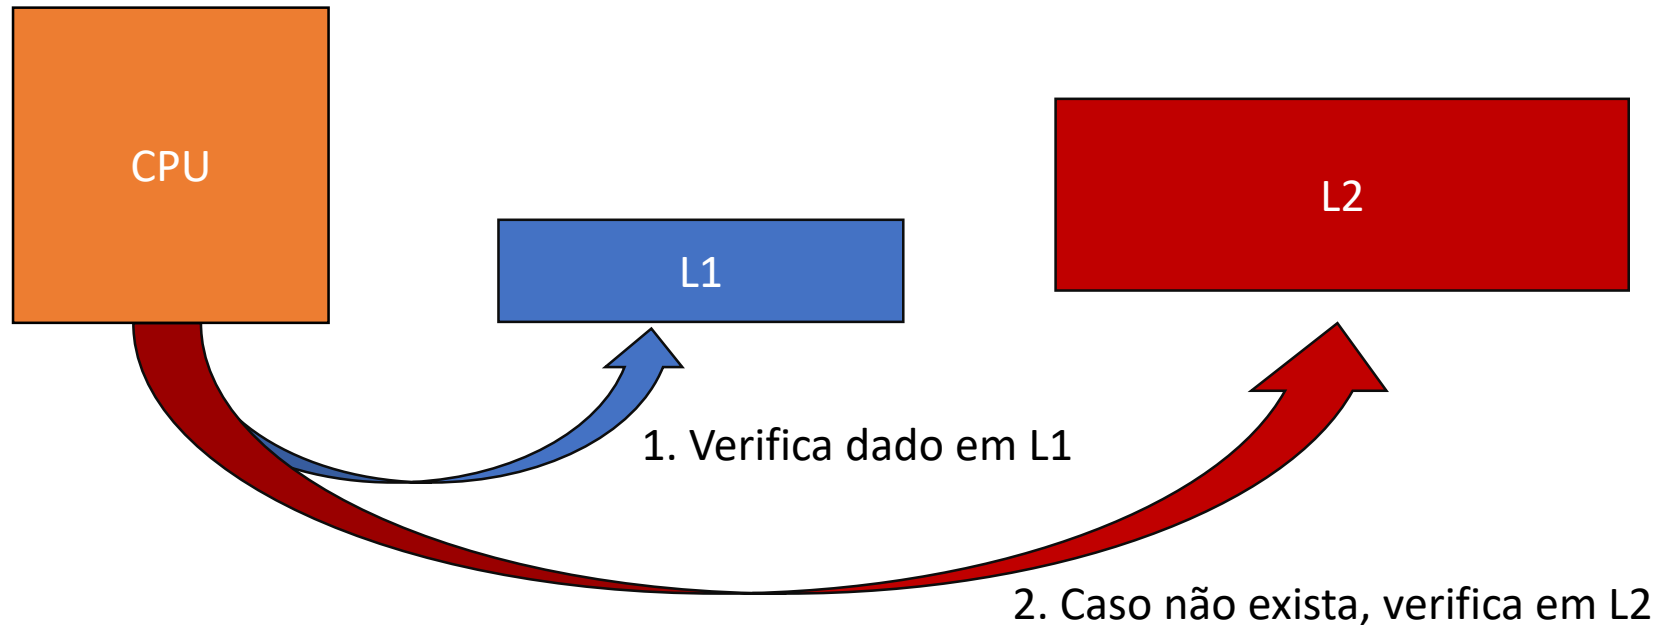 CPU
L1
L2
1. Verifica dado em L1
2. Caso não exista, verifica em L2